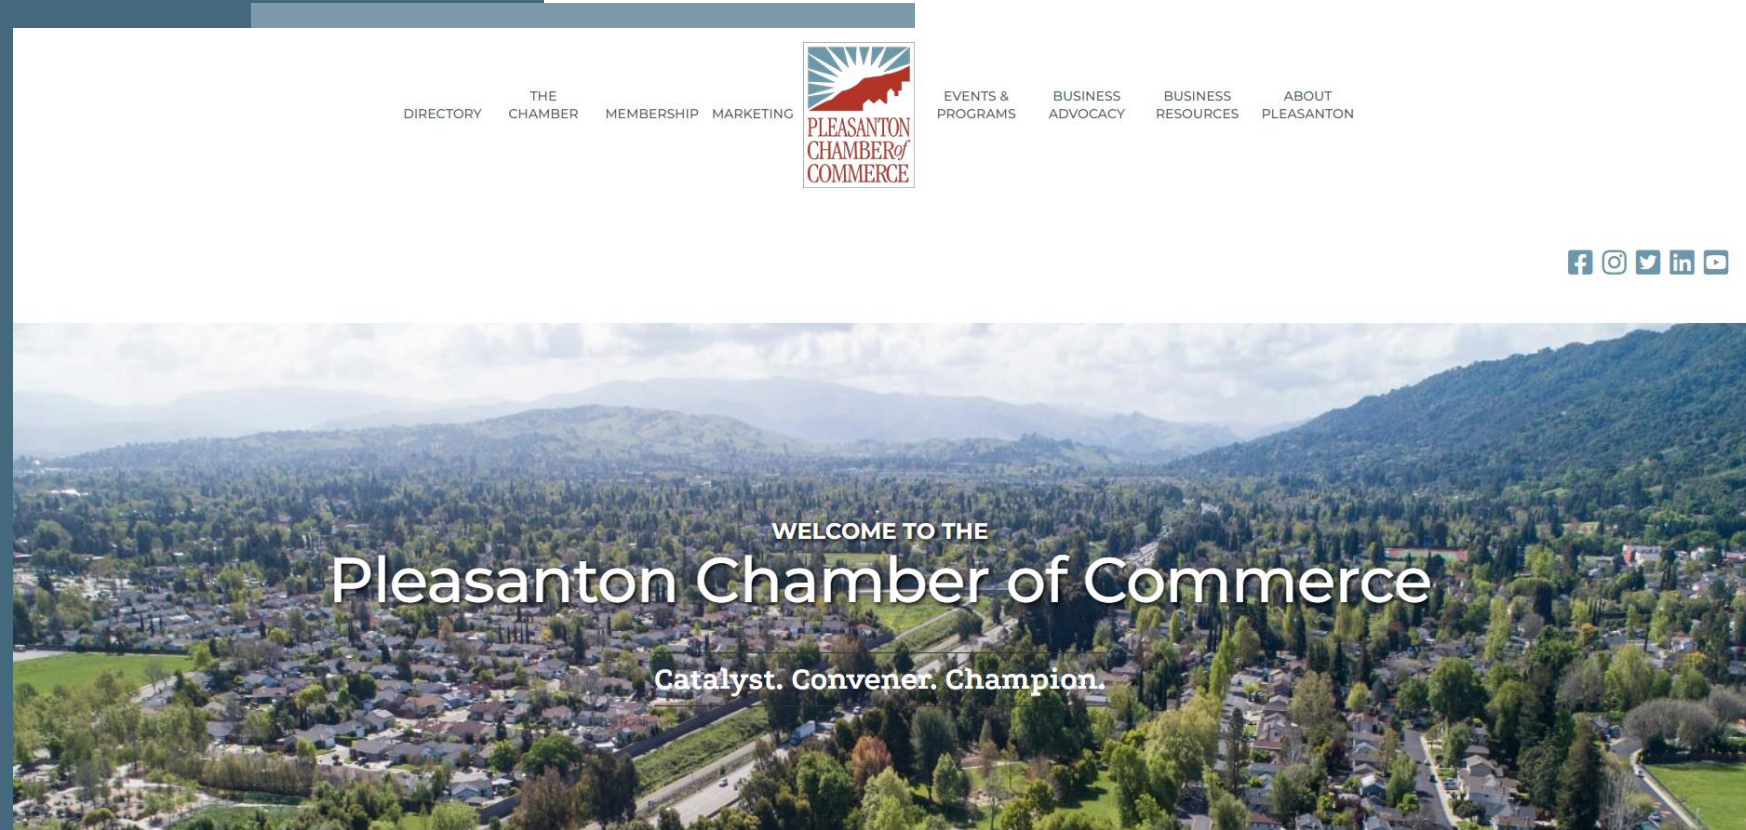 DIRECTORY
THE
CHAMBER
MEMBERSHIP
MARKETING
PLEASANTON
CHAMBER of
COMMERCE
EVENTS &
PROGRAMS
BUSINESS
ADVOCACY
BUSINESS
RESOURCES
ABOUT
PLEASANTON
WELCOME TO THE
Pleasanton Chamber of Commerce
Catalyst. Convener. Champion.